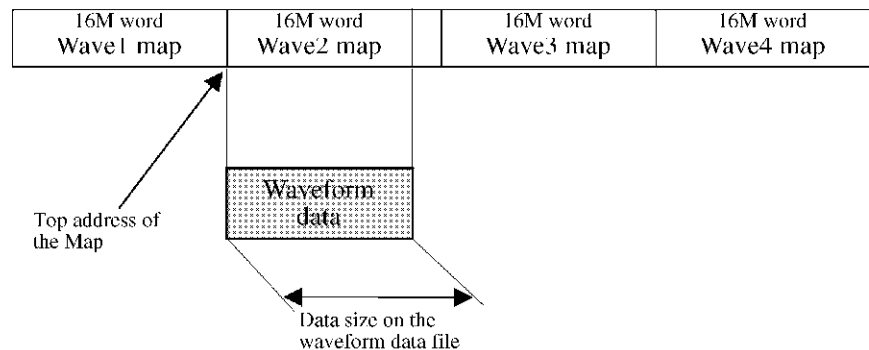 16M word 16M word 16M word 16M word
Wave1 map Wave2 map Wave3 map Wave4 map
Waveform
data
Top address of
the Map
Data size on the
waveform data file